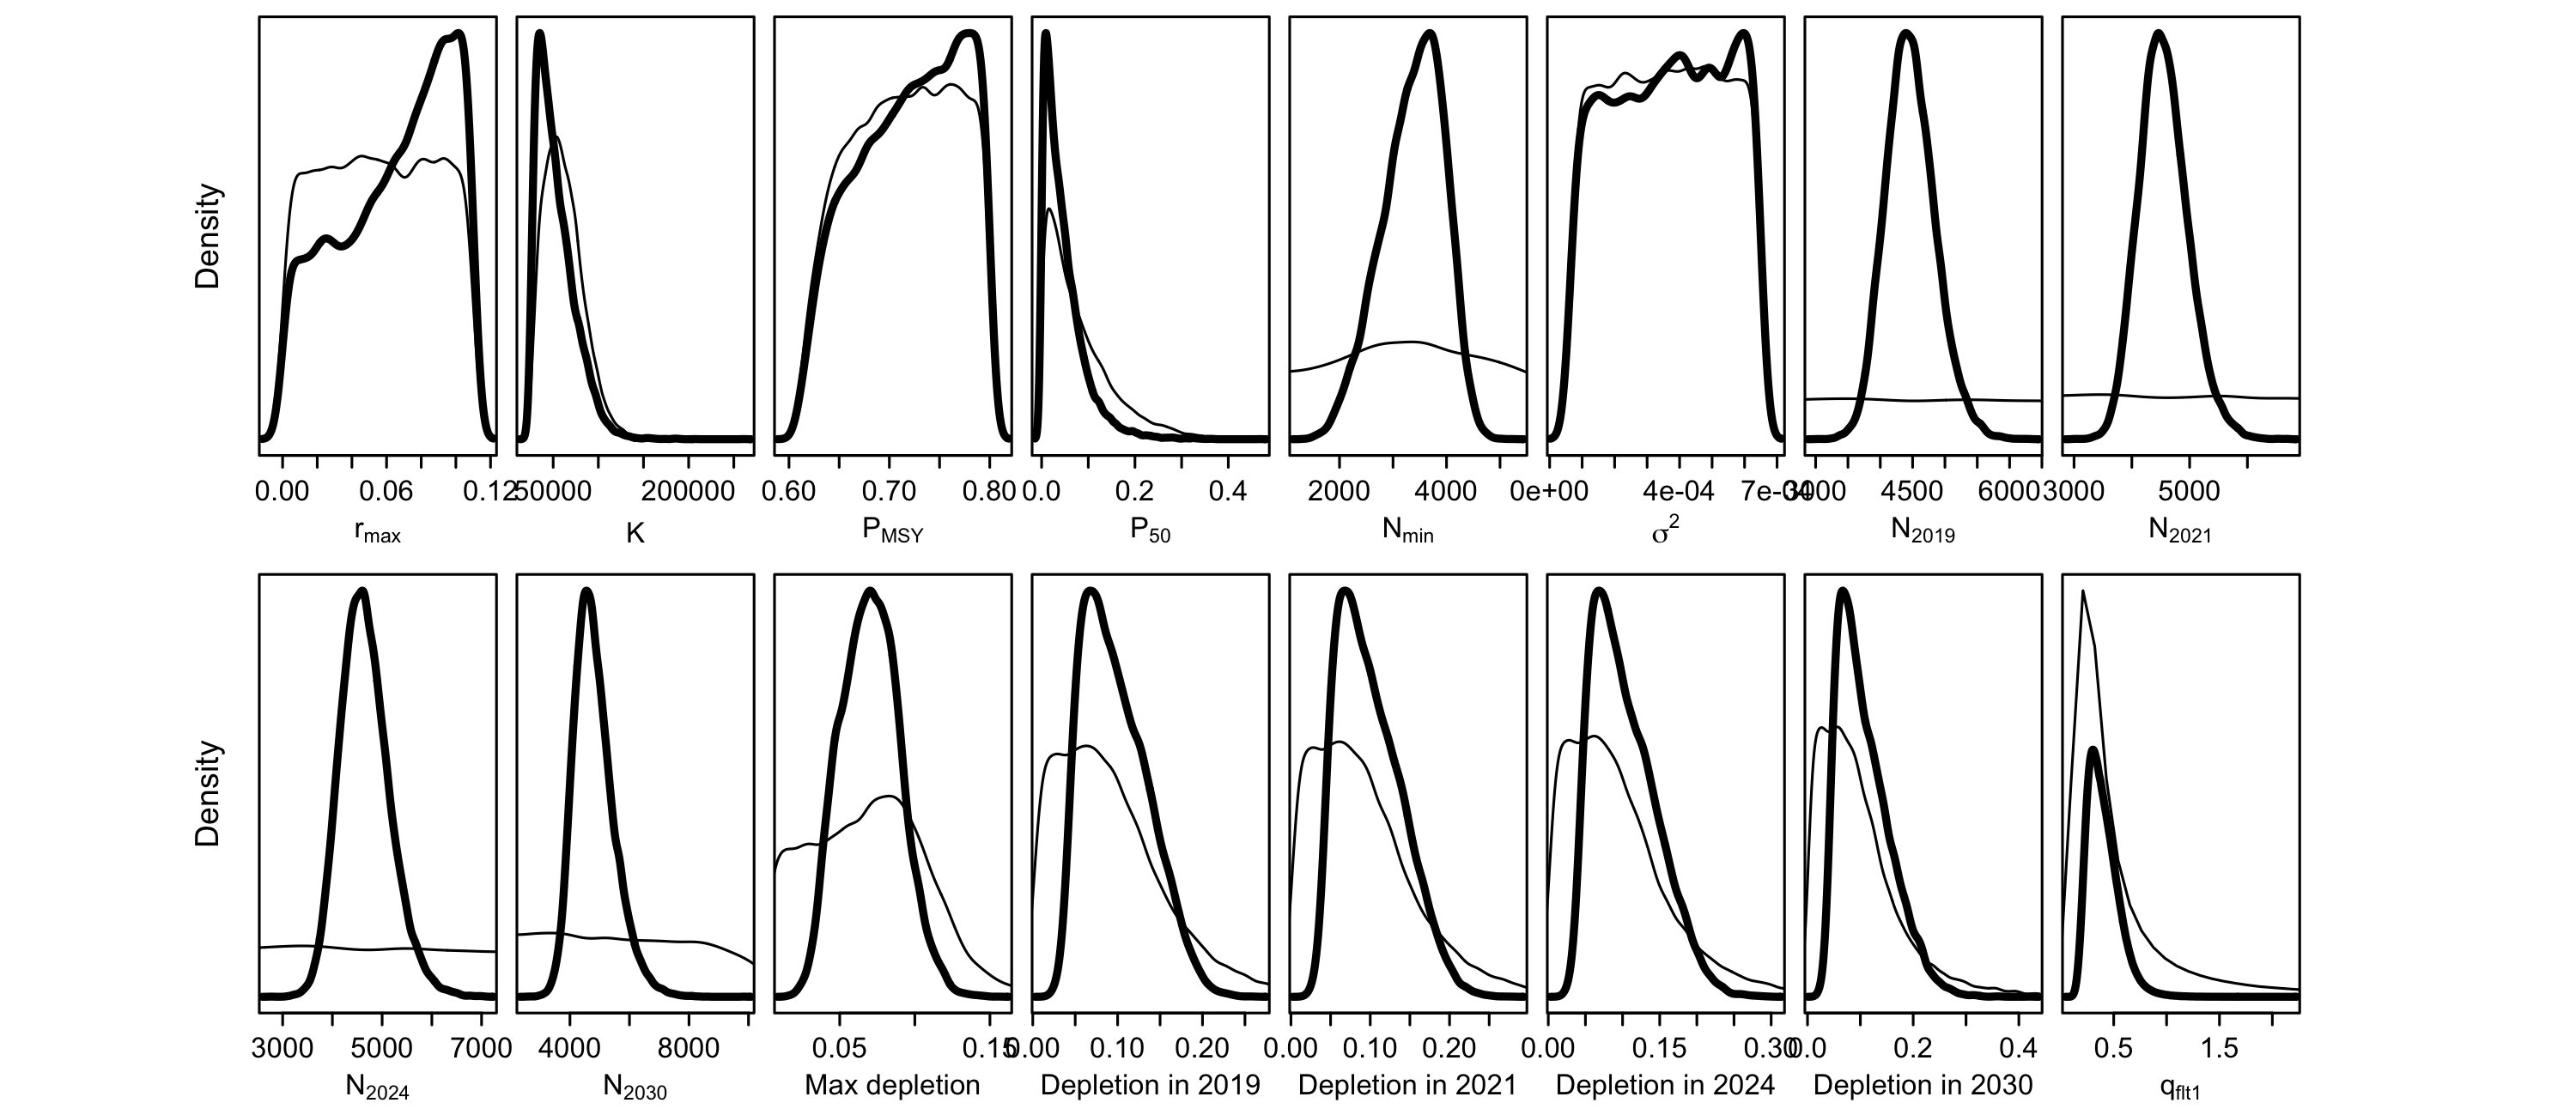 Density
0.00 0.06 0.12 50000 200000 0.60 0.70 0.80 0.0 0.2 0.4 2000 4000 0e+00 4e-04 7e-04 3000 4500 6000 3000 5000
rmax K PMSY P50 Nmin σ2 N2019 N2021
Density
3000 5000 7000 4000 8000 0.05 0.15 0.00 0.10 0.20 0.00 0.10 0.20 0.00 0.15 0.30 0.0 0.2 0.4 0.5 1.5
N2024 N2030 Max depletion Depletion in 2019 Depletion in 2021 Depletion in 2024 Depletion in 2030 qflt1